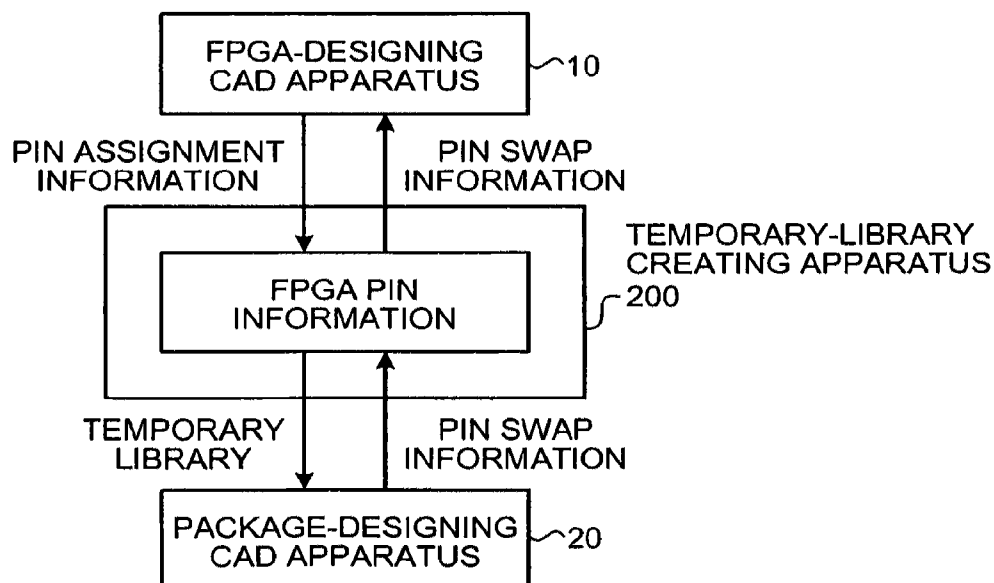 FPGA-DESIGNING
CAD APPARATUS
10
PIN ASSIGNMENT
INFORMATION
PIN SWAP
INFORMATION
TEMPORARY-LIBRARY
CREATING APPARATUS
200
FPGA PIN
INFORMATION
TEMPORARY
LIBRARY
PIN SWAP
INFORMATION
PACKAGE-DESIGNING
CAD APPARATUS
20